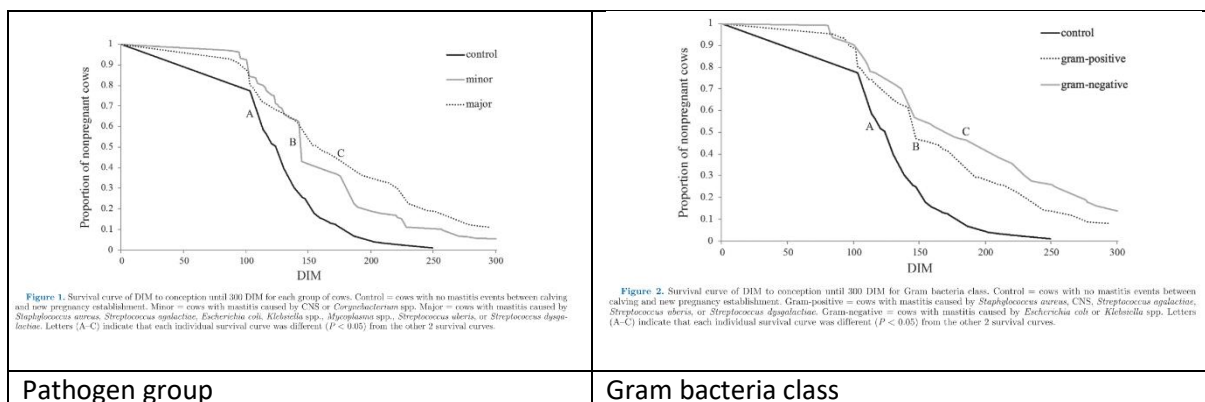 1
0.9
0.8
0.7
0.6
0.5
0.4
0.3
0.2
0.1
0
Proportion of nonpregnant cows
control
minor
major
A
B
C
0 50 100 150 200 250 300
DIM
Figure 1. Survival curve of DIM to conception until 300 DIM for each group of cows. Control = cows with no mastitis events between calving
and new pregnancy establishment. Minor = cows with mastitis caused by CNS or Corynebacterium spp. Major = cows with mastitis caused by
Staphylococcus aureus, Streptococcus agalactiae, Escherichia coli, Klebsiella spp., Mycoplasma spp., Streptococcus uberis, or Streptococcus dysga-
lactiae. Letters (A–C) indicate that each individual survival curve was different (P < 0.05) from the other 2 survival curves.
Pathogen group
1
0.9
0.8
0.7
0.6
0.5
0.4
0.3
0.2
0.1
0
Proportion of nonpregnant cows
control
gram-positive
gram-negative
A
B
C
0 50 100 150 200 250 300
DIM
Figure 2. Survival curve of DIM to conception until 300 DIM for Gram bacteria class. Control = cows with no mastitis events between
calving and new pregnancy establishment. Gram-positive = cows with mastitis caused by Staphylococcus aureus, CNS, Streptococcus agalactiae,
Streptococcus uberis, or Streptococcus dysgalactiae. Gram-negative = cows with mastitis caused by Escherichia coli or Klebsiella spp. Letters
(A–C) indicate that each individual survival curve was different (P < 0.05) from the other 2 survival curves.
Gram bacteria class